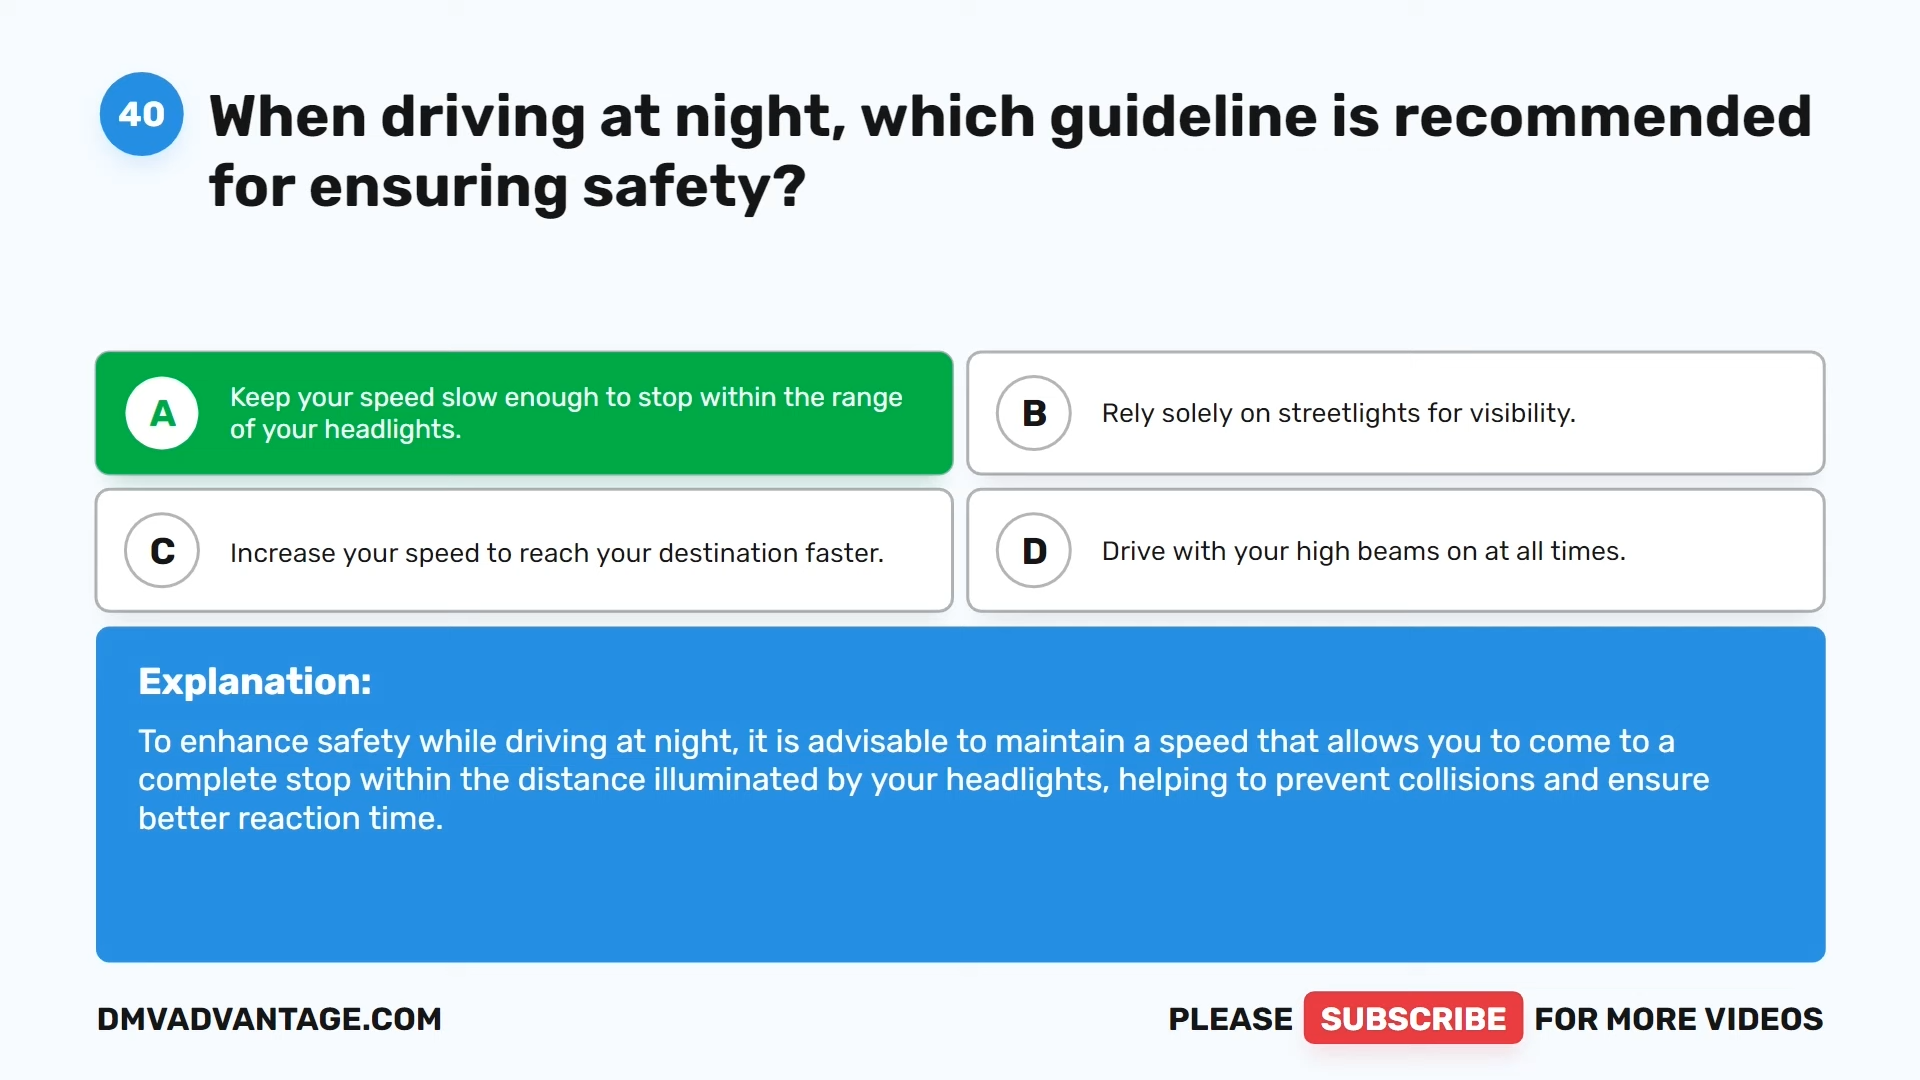 40
When driving at night, which guideline is recommended
for ensuring safety?
A
Keep your speed slow enough to stop within the range
of your headlights.
B
Rely solely on streetlights for visibility.
C
Increase your speed to reach your destination faster.
D
Drive with your high beams on at all times.
Explanation:
To enhance safety while driving at night, it is advisable to maintain a speed that allows you to come to a
complete stop within the distance illuminated by your headlights, helping to prevent collisions and ensure
better reaction time.
DMVADVANTAGE.COM
PLEASE SUBSCRIBE FOR MORE VIDEOS